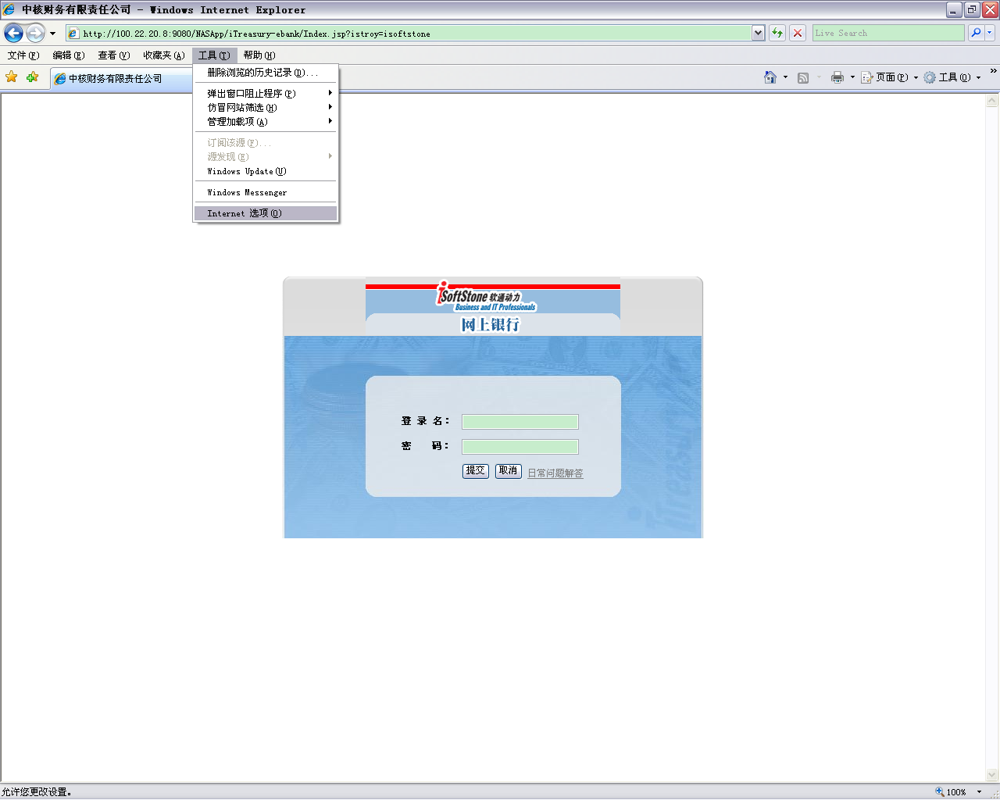 中核财务有限责任公司 - Windows Internet Explorer
http://100.22.20.8:9080/NASApp/iTreasury-ebank/Index.jsp?istroy=isoftstone
Live Search
文件(F) 编辑(E) 查看(V) 收藏夹(A) 工具(T) 帮助(H)
中核财务有限责任公司
页面(P) 工具(O) »
删除浏览的历史记录(D)...
弹出窗口阻止程序(P)
仿冒网站筛选(H)
管理加载项(A)
订阅该源(F)...
源发现(E)
Windows Update(U)
Windows Messenger
Internet 选项(O)
iSoftStone 软通动力
Business and IT Professionals
网上银行
登 录 名：
密 码：
提交 取消 日常问题解答
iTreasury
允许您更改设置。
100%